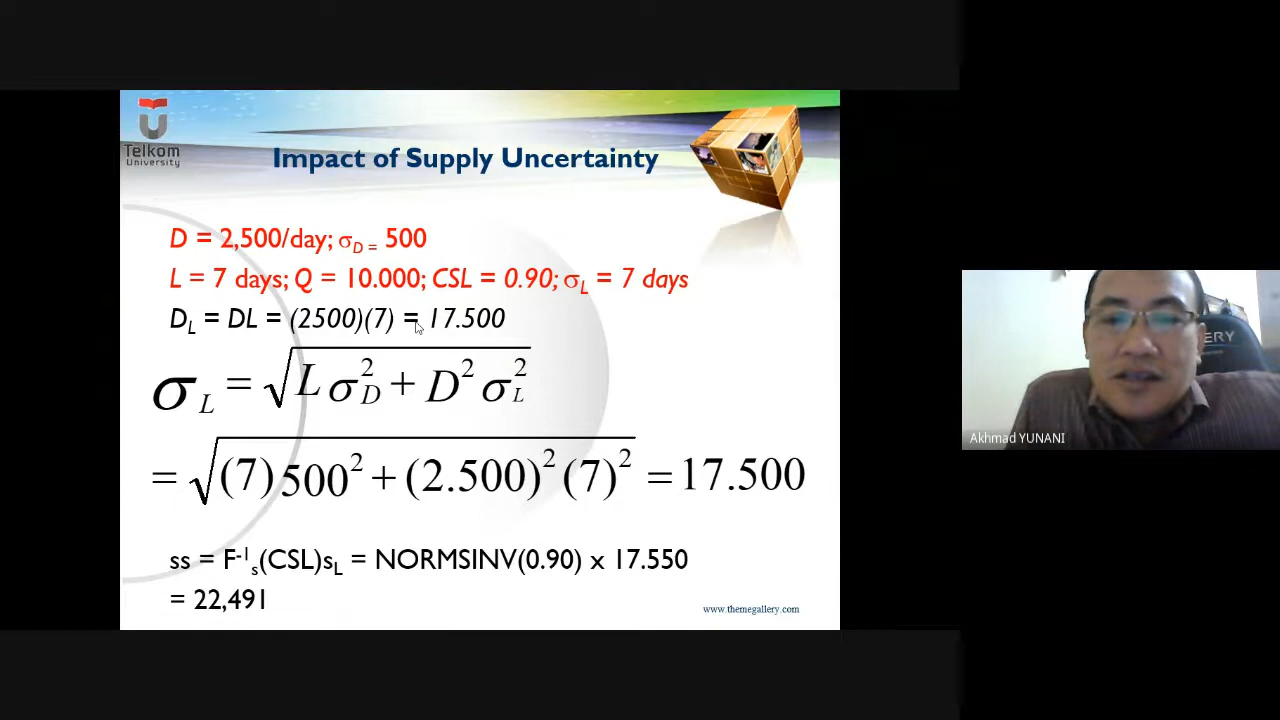 Telkom
University
Impact of Supply Uncertainty
D = 2,500/day; σD = 500
L = 7 days; Q = 10.000; CSL = 0.90; σL = 7 days
DL = DL = (2500)(7) = 17.500
σL = √Lσ²D + D²σ²L
= √(7)500² + (2.500)²(7)² = 17.500
ss = F⁻¹s(CSL)sL = NORMSINV(0.90) x 17.550
= 22,491
www.themegallery.com
Akhmad YUNANI